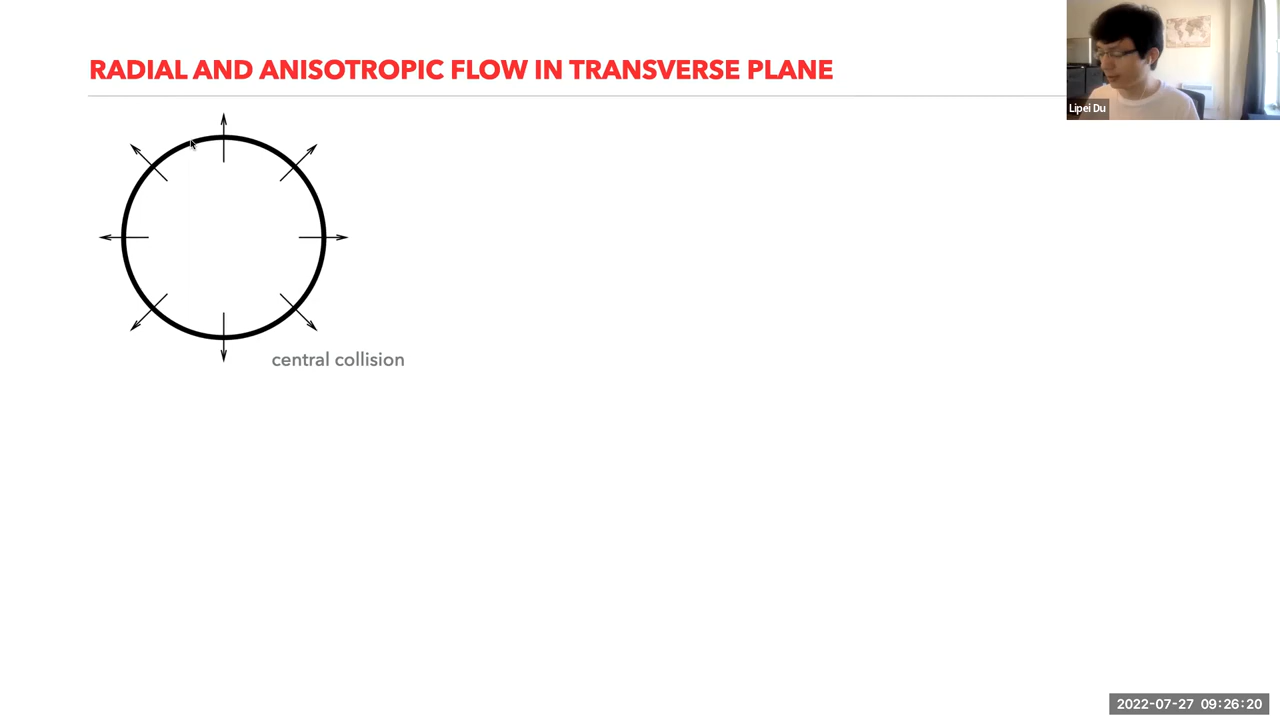 RADIAL AND ANISOTROPIC FLOW IN TRANSVERSE PLANE
Lipei Du
central collision
2022-07-27 09:26:20